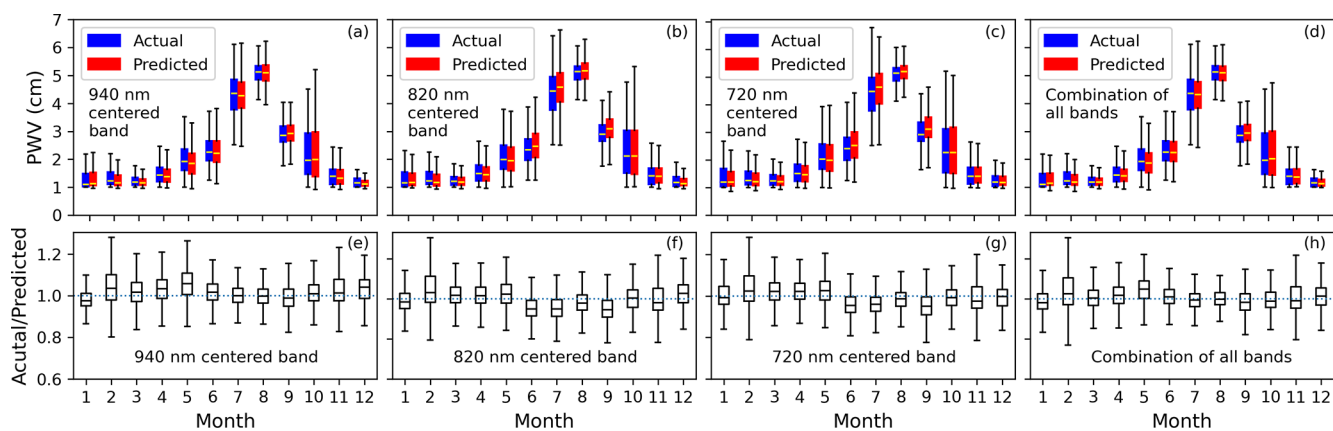 7
6
5
4
3
2
1
0
PWV (cm)
Actual
Predicted
(a)
940 nm
centered
band
Actual
Predicted
(b)
820 nm
centered
band
Actual
Predicted
(c)
720 nm
centered
band
Actual
Predicted
(d)
Combination of
all bands
1.2
1.0
0.8
0.6
Acutal/Predicted
(e)
940 nm centered band
(f)
820 nm centered band
(g)
720 nm centered band
(h)
Combination of all bands
1 2 3 4 5 6 7 8 9 10 11 12
1 2 3 4 5 6 7 8 9 10 11 12
1 2 3 4 5 6 7 8 9 10 11 12
1 2 3 4 5 6 7 8 9 10 11 12
Month
Month
Month
Month